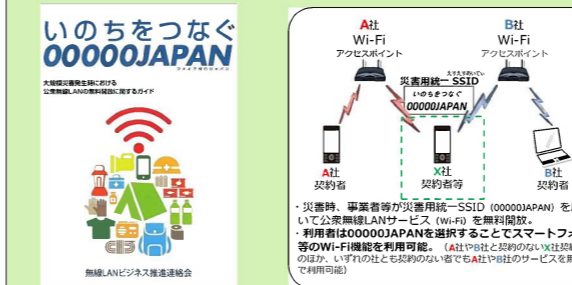 いのちをつなぐ
00000JAPAN
ファイブゼロジャパン
大規模災害発生時における
公衆無線LANの無料開放に関するガイド
無線LANビジネス推進連絡会
A社
Wi-Fi
アクセスポイント
B社
Wi-Fi
アクセスポイント
災害用統一 SSID
えすえすあいでぃ
いのちをつなぐ
00000JAPAN
A社
契約者
X社
契約者等
B社
契約者
・災害時、事業者等が災害用統一SSID(00000JAPAN)を
いて公衆無線LANサービス(Wi-Fi)を無料開放。
・利用者は00000JAPANを選択することでスマートフォ
等のWi-Fi機能を利用可能。(A社やB社と契約のないX社契
のほか、いずれの社とも契約のない者でもA社やB社のサービスを無
で利用可能)